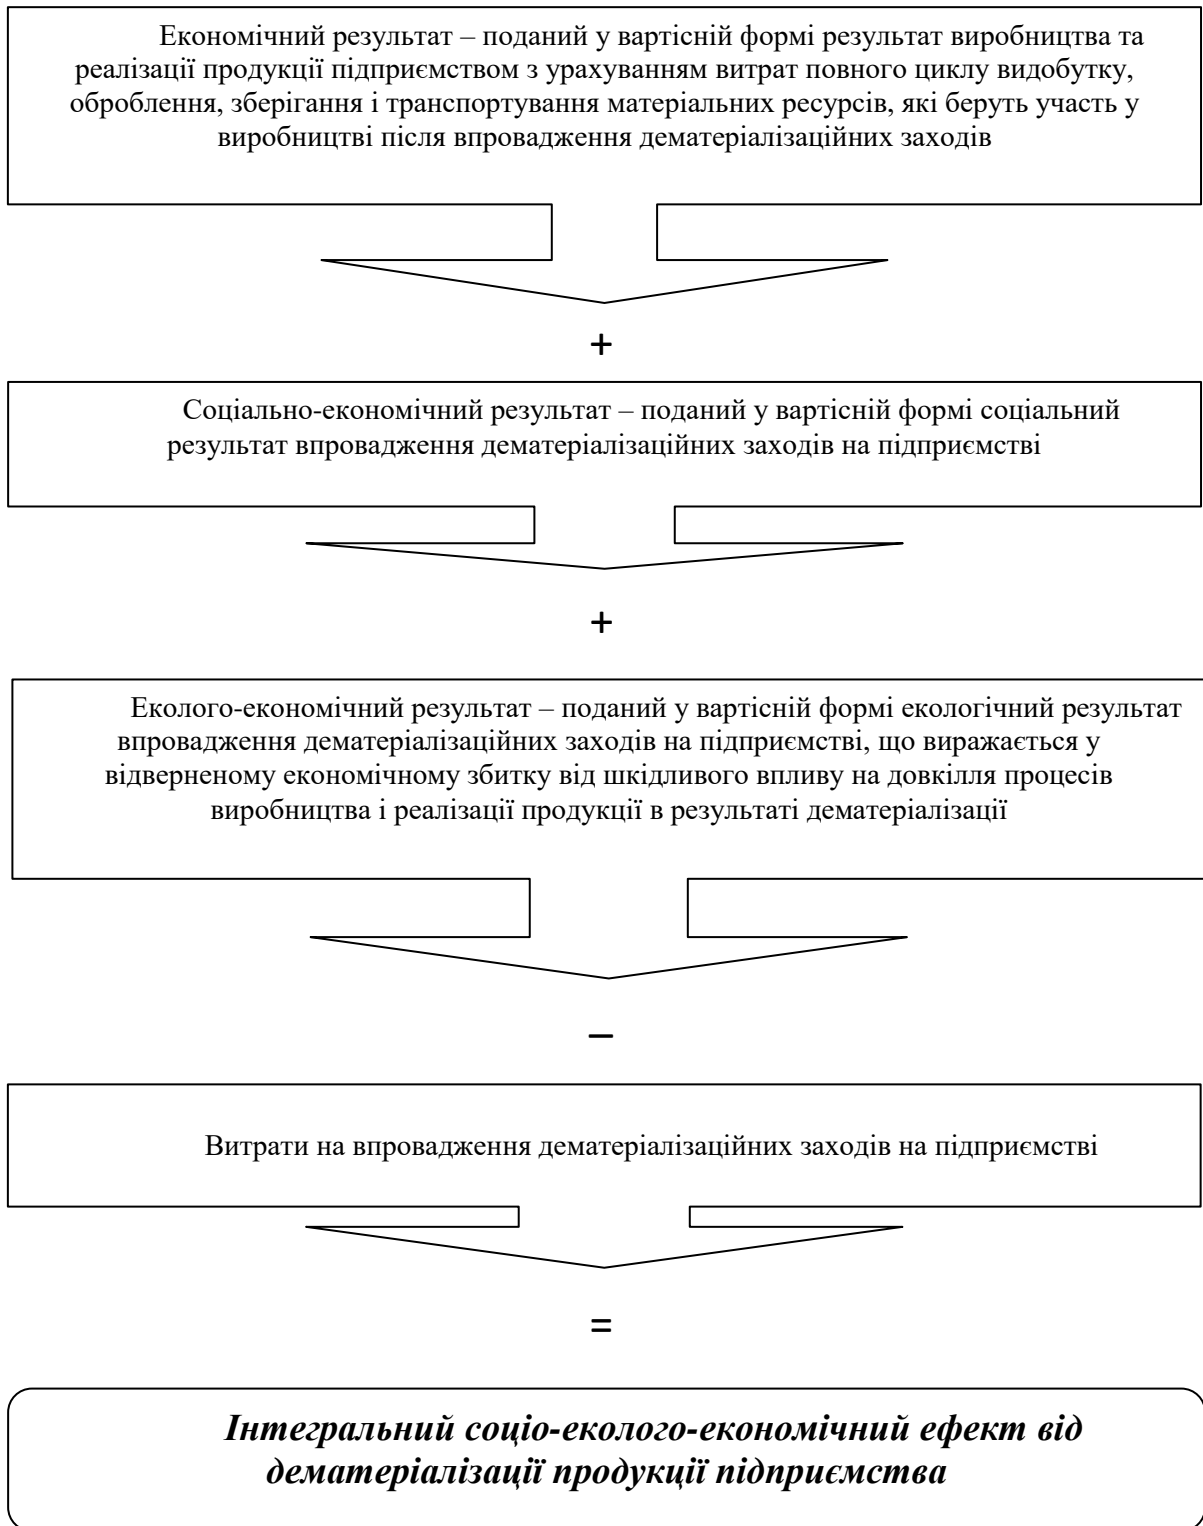 Економічний результат – поданий у вартісній формі результат виробництва та
реалізації продукції підприємством з урахуванням витрат повного циклу видобутку,
оброблення, зберігання і транспортування матеріальних ресурсів, які беруть участь у
виробництві після впровадження дематеріалізаційних заходів
+
Соціально-економічний результат – поданий у вартісній формі соціальний
результат впровадження дематеріалізаційних заходів на підприємстві
+
Еколого-економічний результат – поданий у вартісній формі екологічний результат
впровадження дематеріалізаційних заходів на підприємстві, що виражається у
відверненому економічному збитку від шкідливого впливу на довкілля процесів
виробництва і реалізації продукції в результаті дематеріалізації
–
Витрати на впровадження дематеріалізаційних заходів на підприємстві
=
Інтегральний соціо-еколого-економічний ефект від
дематеріалізації продукції підприємства